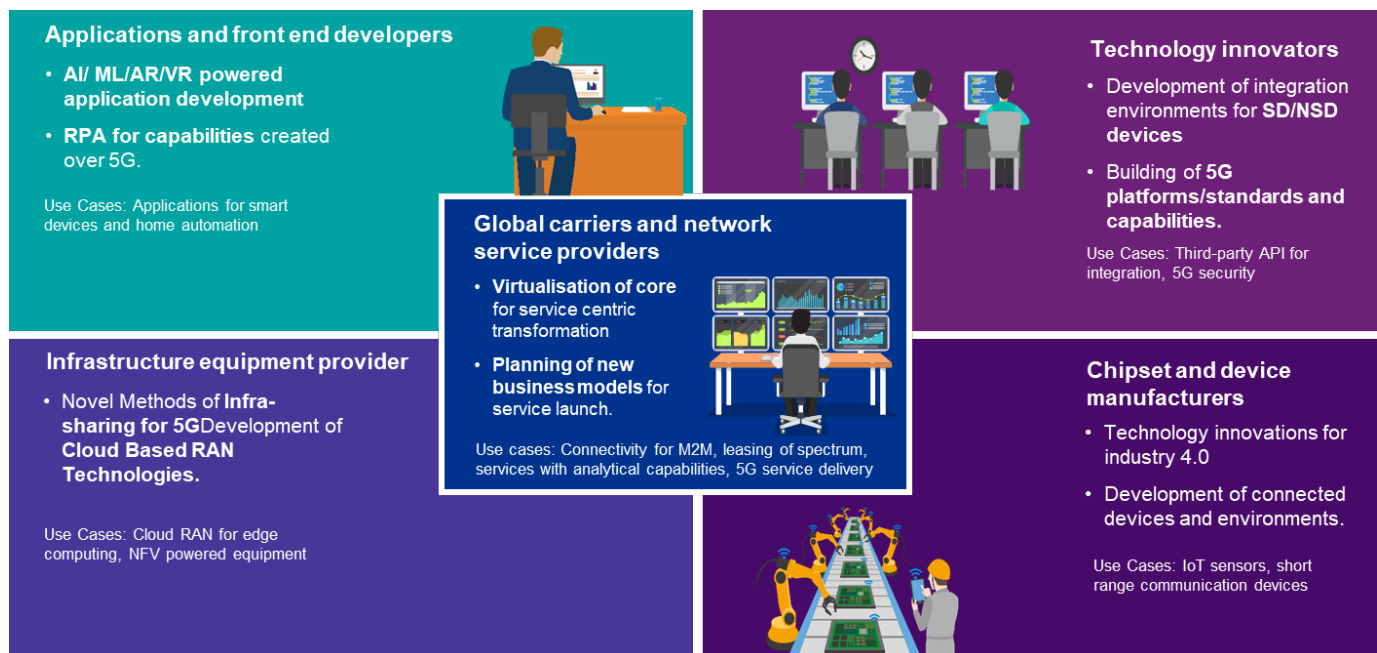 Applications and front end developers
• AI/ ML/AR/VR powered
application development
• RPA for capabilities created
over 5G.
Use Cases: Applications for smart
devices and home automation
Technology innovators
• Development of integration
environments for SD/NSD
devices
• Building of 5G
platforms/standards and
capabilities.
Use Cases: Third-party API for
integration, 5G security
Global carriers and network
service providers
• Virtualisation of core
for service centric
transformation
• Planning of new
business models for
service launch.
Use cases: Connectivity for M2M, leasing of spectrum,
services with analytical capabilities, 5G service delivery
Infrastructure equipment provider
• Novel Methods of Infra-
sharing for 5GDevelopment of
Cloud Based RAN
Technologies.
Use Cases: Cloud RAN for edge
computing, NFV powered equipment
Chipset and device
manufacturers
• Technology innovations for
industry 4.0
• Development of connected
devices and environments.
Use Cases: IoT sensors, short
range communication devices